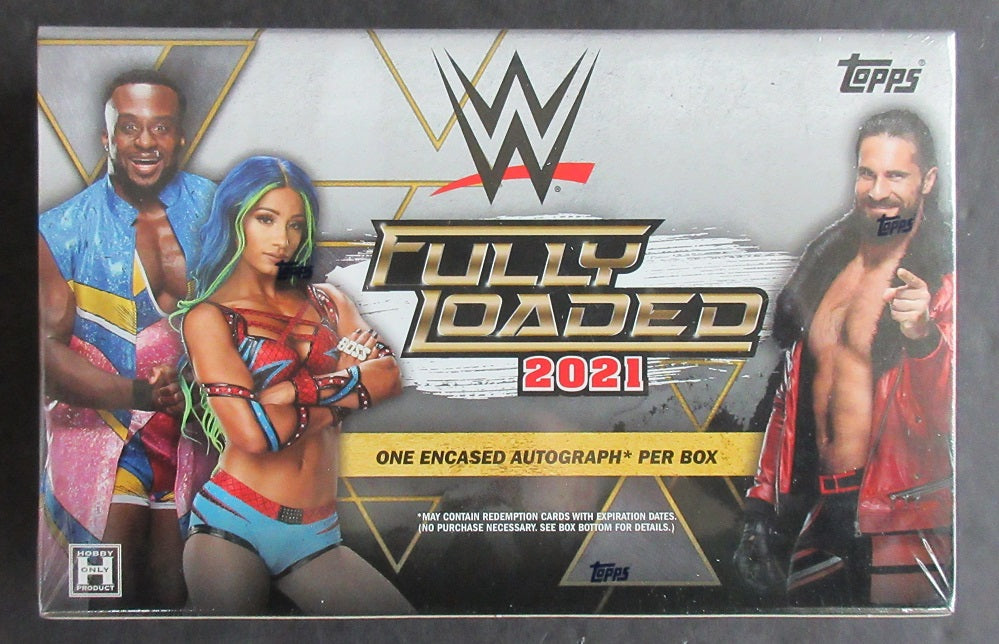 W
TOPPS®
FULLY
LOADED
2021
TOPPS
TOPPS
BOSS
ONE ENCASED AUTOGRAPH* PER BOX
*MAY CONTAIN REDEMPTION CARDS WITH EXPIRATION DATES.
(NO PURCHASE NECESSARY. SEE BOX BOTTOM FOR DETAILS.)
HOBBY
ONLY
H
PRODUCT
TOPPS